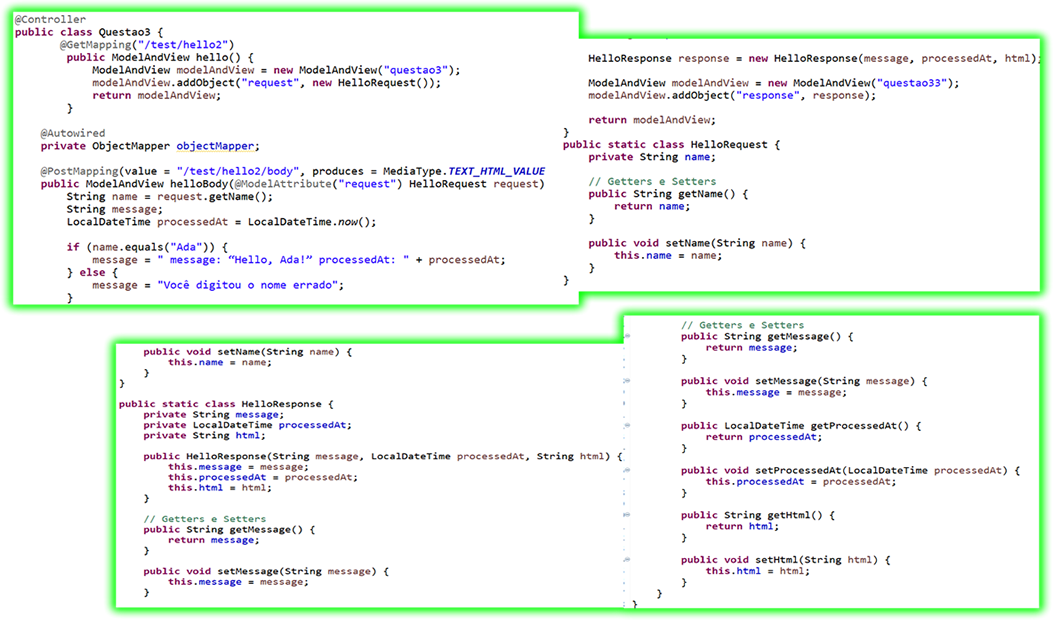 @Controller
public class Questao3 {
@GetMapping("/test/hello2")
public ModelAndView hello() {
ModelAndView modelAndView = new ModelAndView("questao3");
modelAndView.addObject("request", new HelloRequest());
return modelAndView;
}
@Autowired
private ObjectMapper objectMapper;
@PostMapping(value = "/test/hello2/body", produces = MediaType.TEXT_HTML_VALUE
public ModelAndView helloBody(@ModelAttribute("request") HelloRequest request)
String name = request.getName();
String message;
LocalDateTime processedAt = LocalDateTime.now();
if (name.equals("Ada")) {
message = " message: “Hello, Ada!” processedAt: " + processedAt;
} else {
message = "Você digitou o nome errado";
}
HelloResponse response = new HelloResponse(message, processedAt, html);
ModelAndView modelAndView = new ModelAndView("questao33");
modelAndView.addObject("response", response);
return modelAndView;
}
public static class HelloRequest {
private String name;
// Getters e Setters
public String getName() {
return name;
}
public void setName(String name) {
this.name = name;
}
}
public void setName(String name) {
this.name = name;
}
}
public static class HelloResponse {
private String message;
private LocalDateTime processedAt;
private String html;
public HelloResponse(String message, LocalDateTime processedAt, String html) {
this.message = message;
this.processedAt = processedAt;
this.html = html;
}
// Getters e Setters
public String getMessage() {
return message;
}
public void setMessage(String message) {
this.message = message;
}
// Getters e Setters
public String getMessage() {
return message;
}
public void setMessage(String message) {
this.message = message;
}
public LocalDateTime getProcessedAt() {
return processedAt;
}
public void setProcessedAt(LocalDateTime processedAt) {
this.processedAt = processedAt;
}
public String getHtml() {
return html;
}
public void setHtml(String html) {
this.html = html;
}
}
}